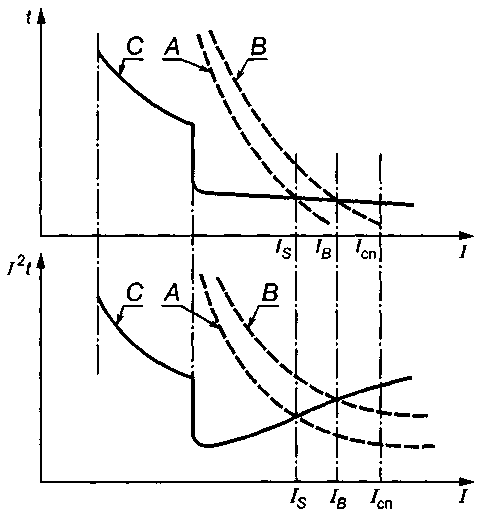 t
C A B
I_S I_B I_cn I
I²t
C A B
I_S I_B I_cn I